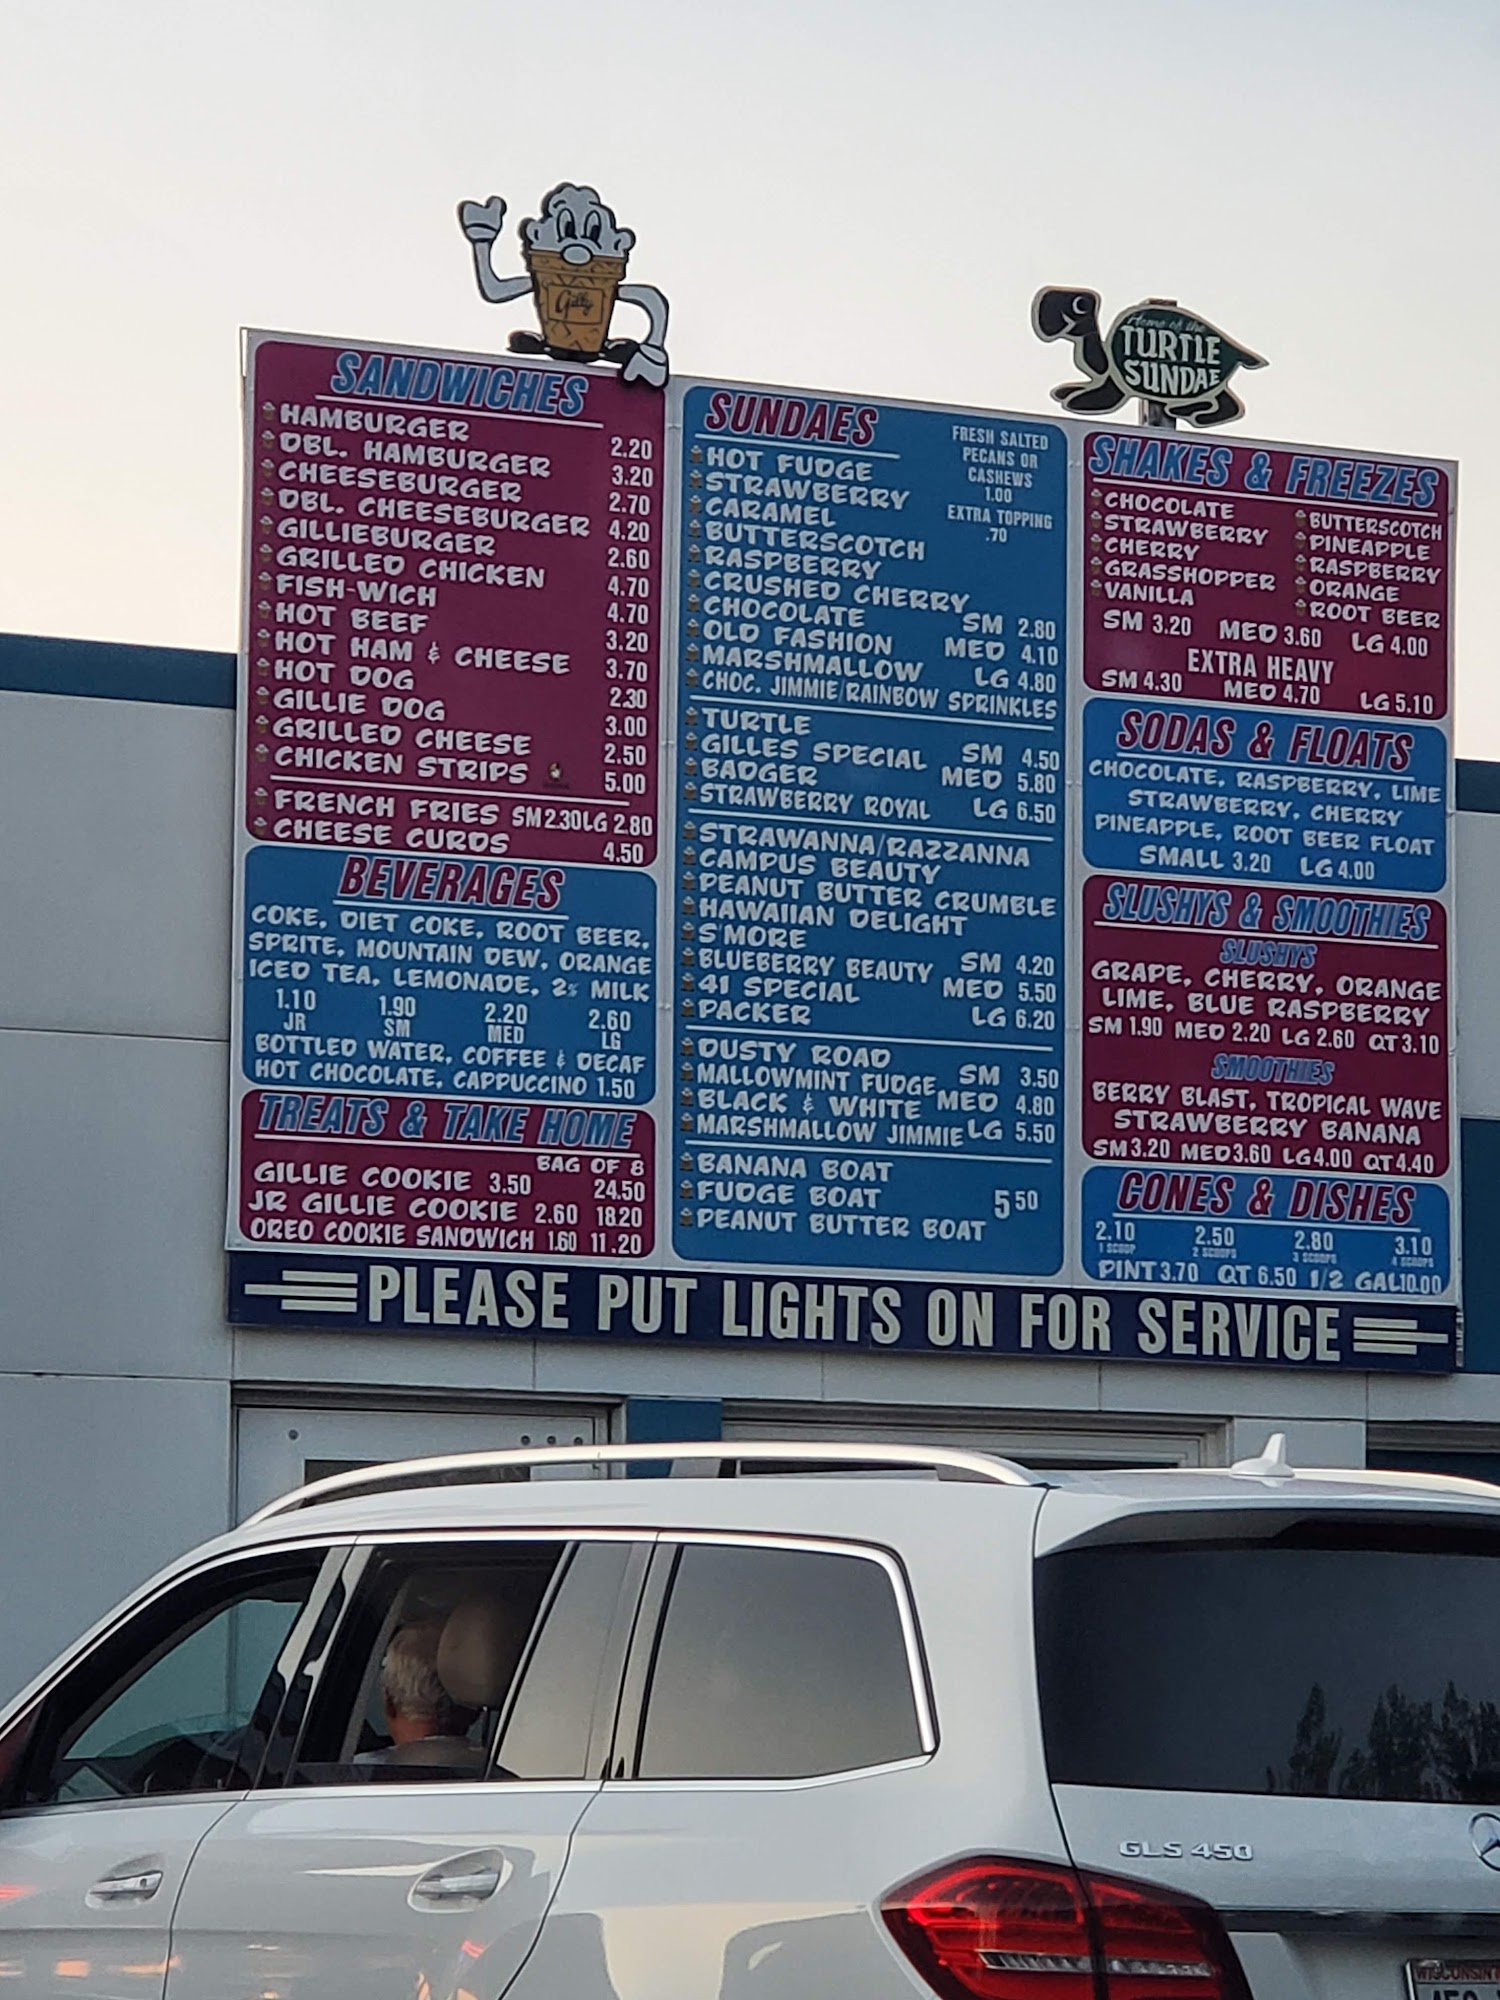 Gilly
Home of the
TURTLE
SUNDAE
SANDWICHES
HAMBURGER 2.20
DBL. HAMBURGER 3.20
CHEESEBURGER 2.70
DBL. CHEESEBURGER 4.20
GILLIEBURGER 2.60
GRILLED CHICKEN 4.70
FISH-WICH 4.70
HOT BEEF 3.20
HOT HAM & CHEESE 3.70
HOT DOG 2.30
GILLIE DOG 3.00
GRILLED CHEESE 2.50
CHICKEN STRIPS 5.00
FRENCH FRIES SM 2.30 LG 2.80
CHEESE CURDS 4.50
BEVERAGES
COKE, DIET COKE, ROOT BEER,
SPRITE, MOUNTAIN DEW, ORANGE
ICED TEA, LEMONADE, 2% MILK
1.10 1.90 2.20 2.60
JR SM MED LG
BOTTLED WATER, COFFEE & DECAF
HOT CHOCOLATE, CAPPUCCINO 1.50
TREATS & TAKE HOME
BAG OF 8
GILLIE COOKIE 3.50 24.50
JR GILLIE COOKIE 2.60 18.20
OREO COOKIE SANDWICH 1.60 11.20
SUNDAES
FRESH SALTED
PECANS OR
CASHEWS
1.00
EXTRA TOPPING
.70
HOT FUDGE
STRAWBERRY
CARAMEL
BUTTERSCOTCH
RASPBERRY
CRUSHED CHERRY
CHOCOLATE SM 2.80
OLD FASHION MED 4.10
MARSHMALLOW LG 4.80
CHOC. JIMMIE/RAINBOW SPRINKLES
TURTLE
GILLES SPECIAL SM 4.50
BADGER MED 5.80
STRAWBERRY ROYAL LG 6.50
STRAWANNA/RAZZANNA
CAMPUS BEAUTY
PEANUT BUTTER CRUMBLE
HAWAIIAN DELIGHT
S'MORE
BLUEBERRY BEAUTY SM 4.20
41 SPECIAL MED 5.50
PACKER LG 6.20
DUSTY ROAD
MALLOWMINT FUDGE SM 3.50
BLACK & WHITE MED 4.80
MARSHMALLOW JIMMIE LG 5.50
BANANA BOAT
FUDGE BOAT 5 50
PEANUT BUTTER BOAT
SHAKES & FREEZES
CHOCOLATE BUTTERSCOTCH
STRAWBERRY PINEAPPLE
CHERRY RASPBERRY
GRASSHOPPER ORANGE
VANILLA ROOT BEER
SM 3.20 MED 3.60 LG 4.00
EXTRA HEAVY
SM 4.30 MED 4.70 LG 5.10
SODAS & FLOATS
CHOCOLATE, RASPBERRY, LIME
STRAWBERRY, CHERRY
PINEAPPLE, ROOT BEER FLOAT
SMALL 3.20 LG 4.00
SLUSHYS & SMOOTHIES
SLUSHYS
GRAPE, CHERRY, ORANGE
LIME, BLUE RASPBERRY
SM 1.90 MED 2.20 LG 2.60 QT 3.10
SMOOTHIES
BERRY BLAST, TROPICAL WAVE
STRAWBERRY BANANA
SM 3.20 MED 3.60 LG 4.00 QT 4.40
CONES & DISHES
2.10 2.50 2.80 3.10
1 SCOOP 2 SCOOPS 3 SCOOPS 4 SCOOPS
PINT 3.70 QT 6.50 1/2 GAL 10.00
PLEASE PUT LIGHTS ON FOR SERVICE
GLS 450
WISCONSIN